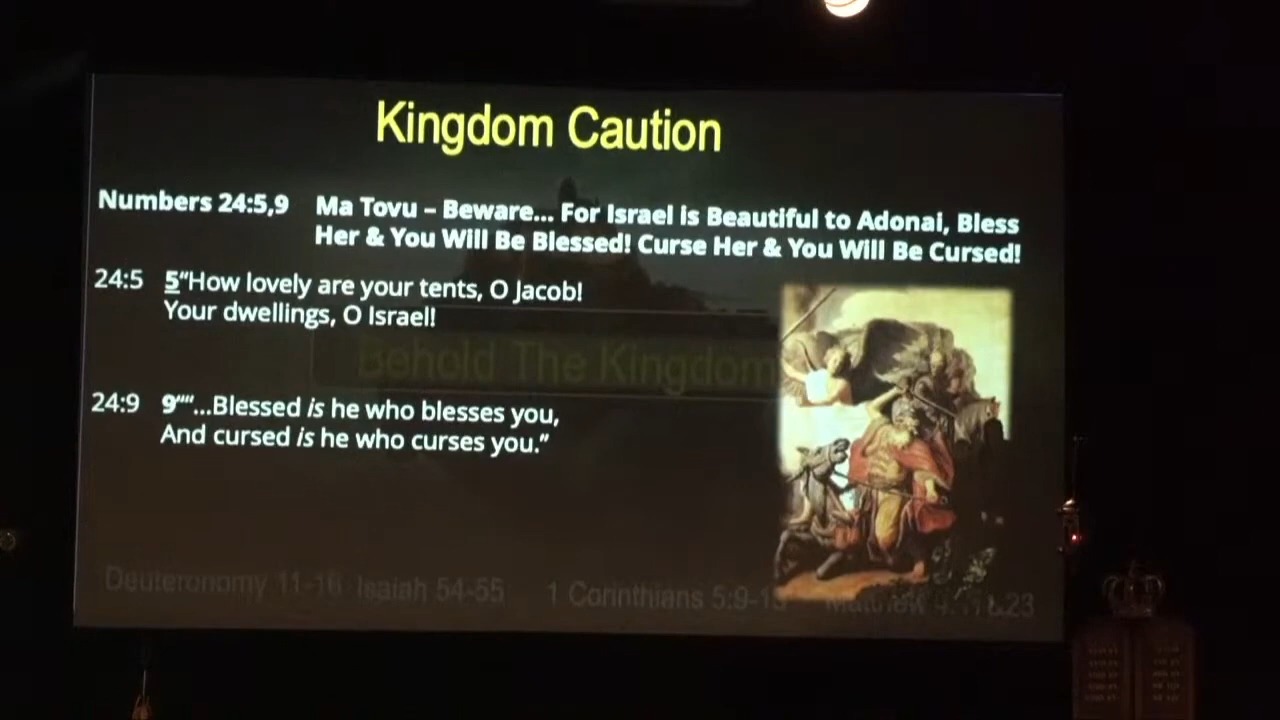 Kingdom Caution
Numbers 24:5,9 Ma Tovu – Beware... For Israel is Beautiful to Adonai, Bless
Her & You Will Be Blessed! Curse Her & You Will Be Cursed!
24:5 5“How lovely are your tents, O Jacob!
Your dwellings, O Israel!
Behold The Kingdom
24:9 9“‘“...Blessed is he who blesses you,
And cursed is he who curses you.”
Deuteronomy 11-16 Isaiah 54-55 1 Corinthians 5:9-13 Matthew